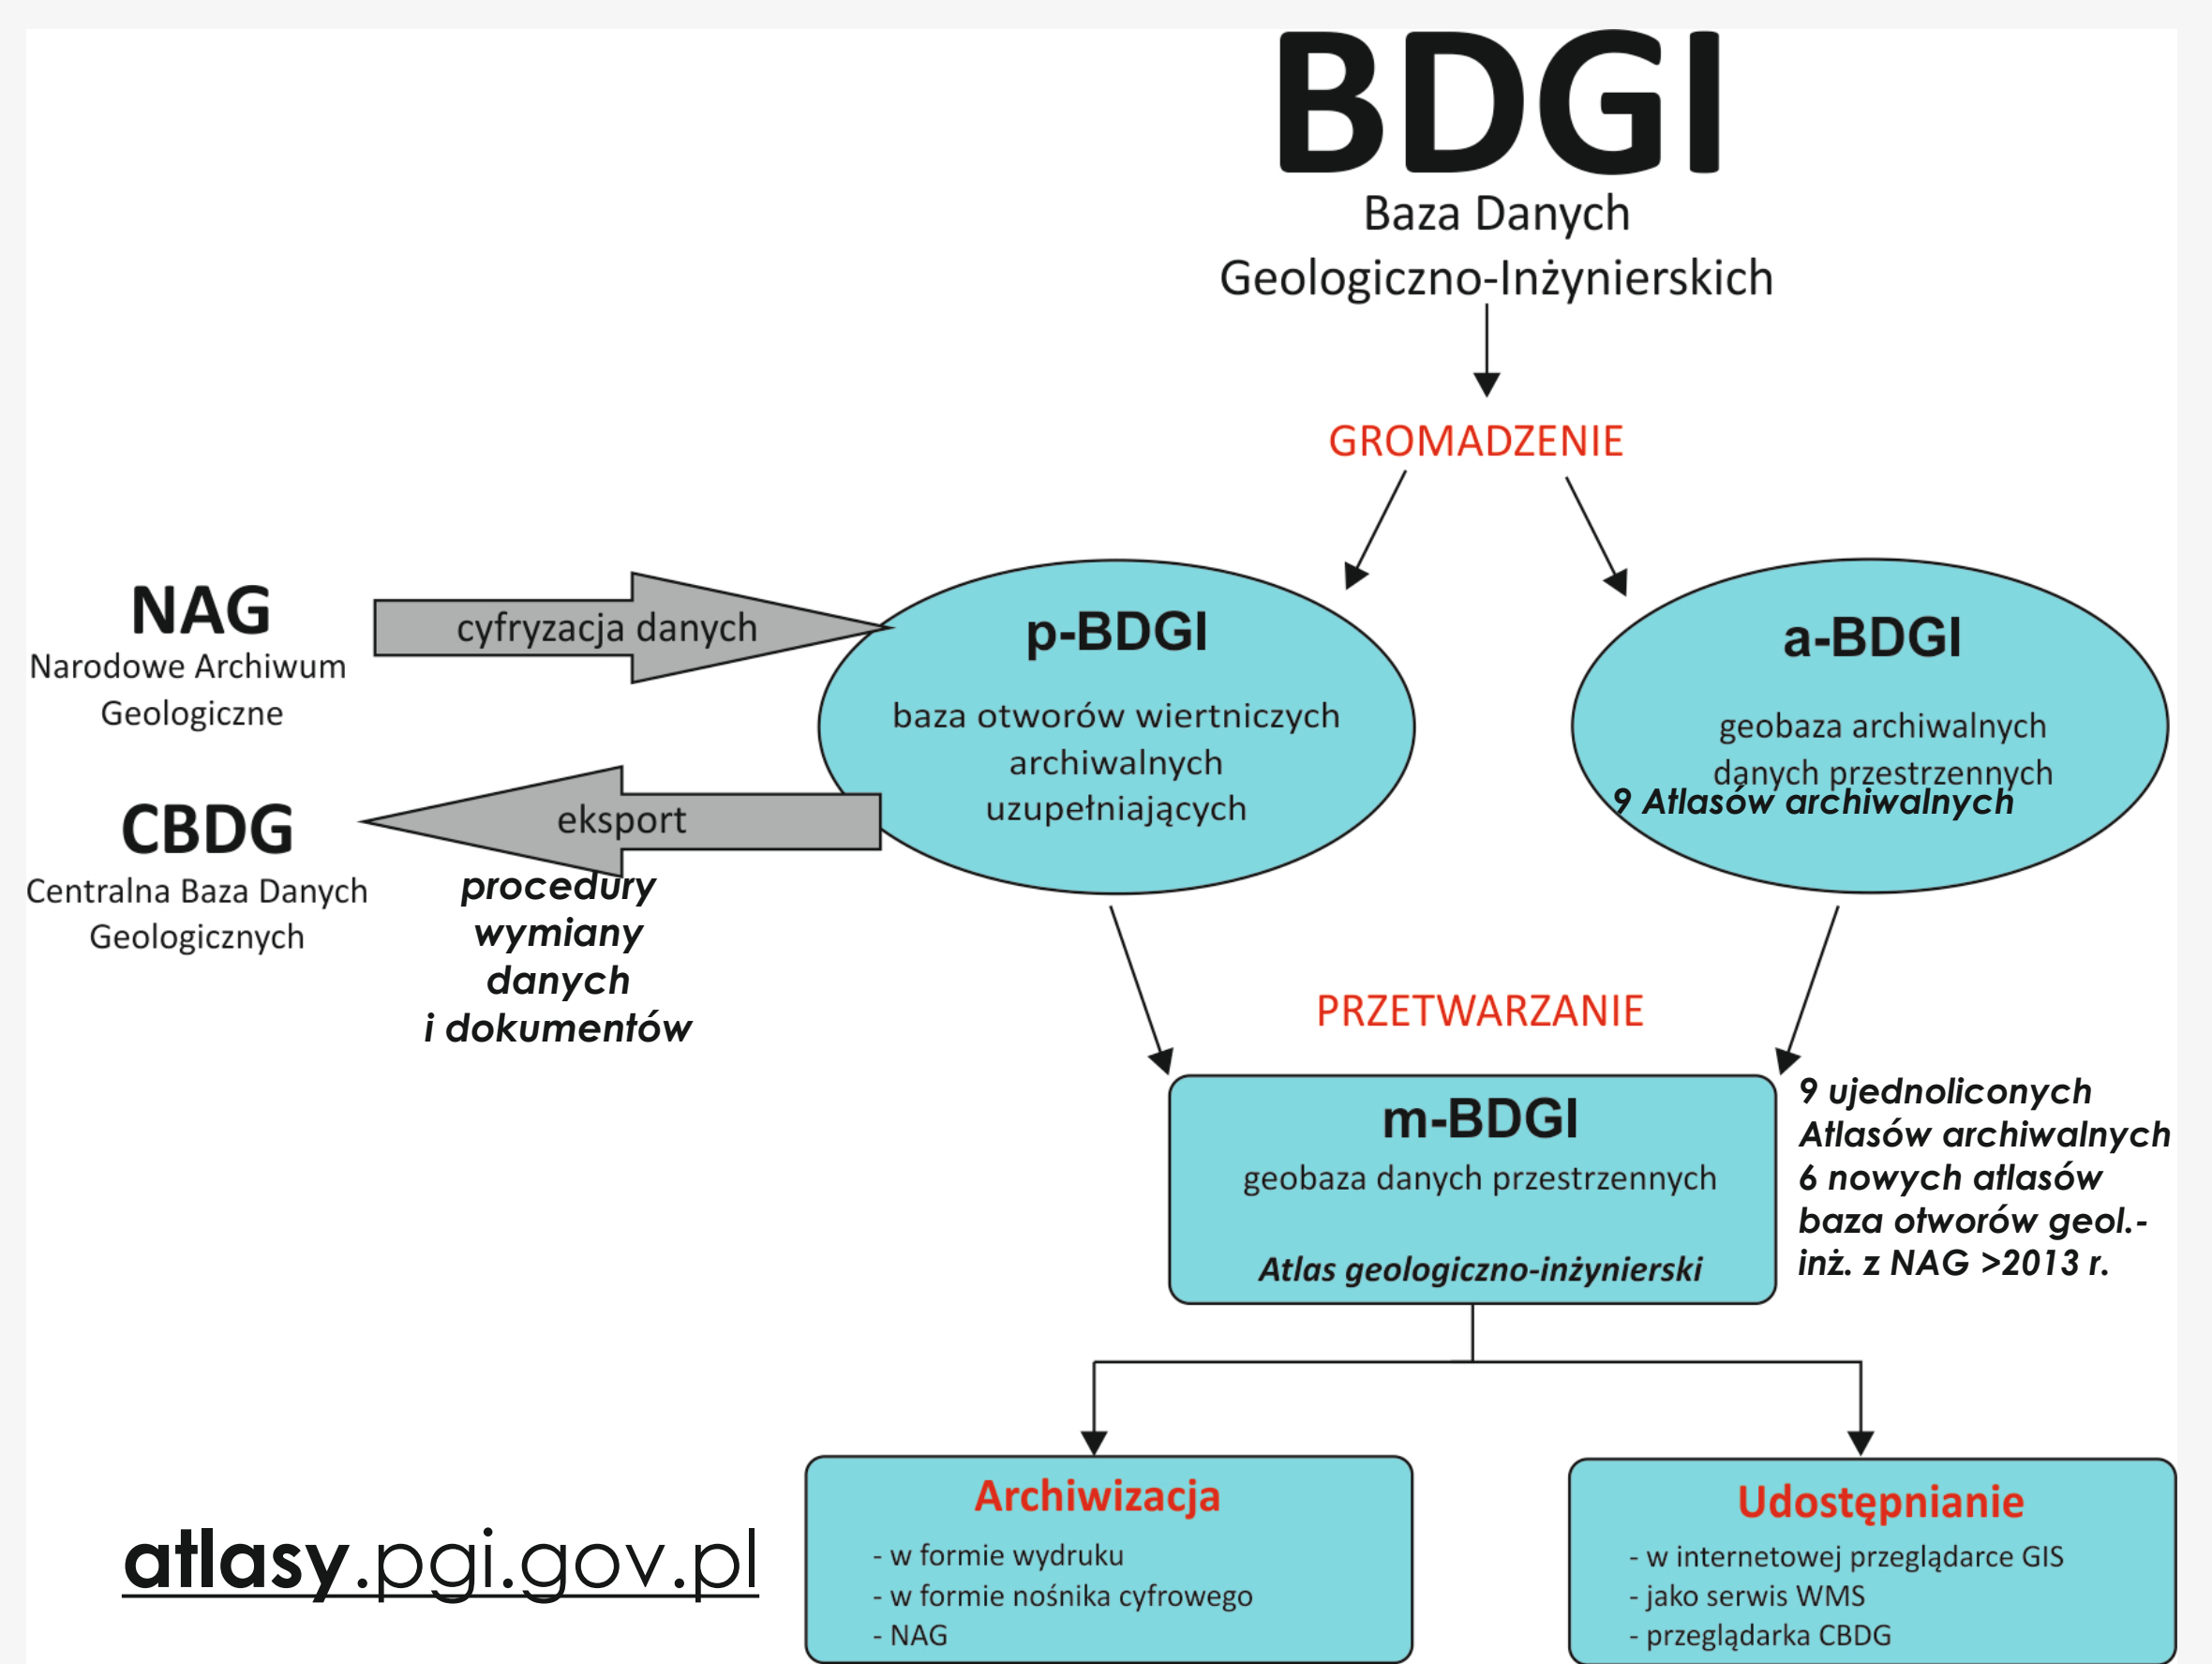 BDGI
Baza Danych
Geologiczno-Inżynierskich
GROMADZENIE
NAG
Narodowe Archiwum
Geologiczne
cyfryzacja danych
p-BDGI
baza otworów wiertniczych
archiwalnych
uzupełniających
a-BDGI
geobaza archiwalnych
danych przestrzennych
9 Atlasów archiwalnych
CBDG
Centralna Baza Danych
Geologicznych
eksport
procedury
wymiany
danych
i dokumentów
PRZETWARZANIE
m-BDGI
geobaza danych przestrzennych
Atlas geologiczno-inżynierski
9 ujednoliconych
Atlasów archiwalnych
6 nowych atlasów
baza otworów geol.-
inż. z NAG >2013 r.
Archiwizacja
- w formie wydruku
- w formie nośnika cyfrowego
- NAG
Udostępnianie
- w internetowej przeglądarce GIS
- jako serwis WMS
- przeglądarka CBDG
atlasy.pgi.gov.pl